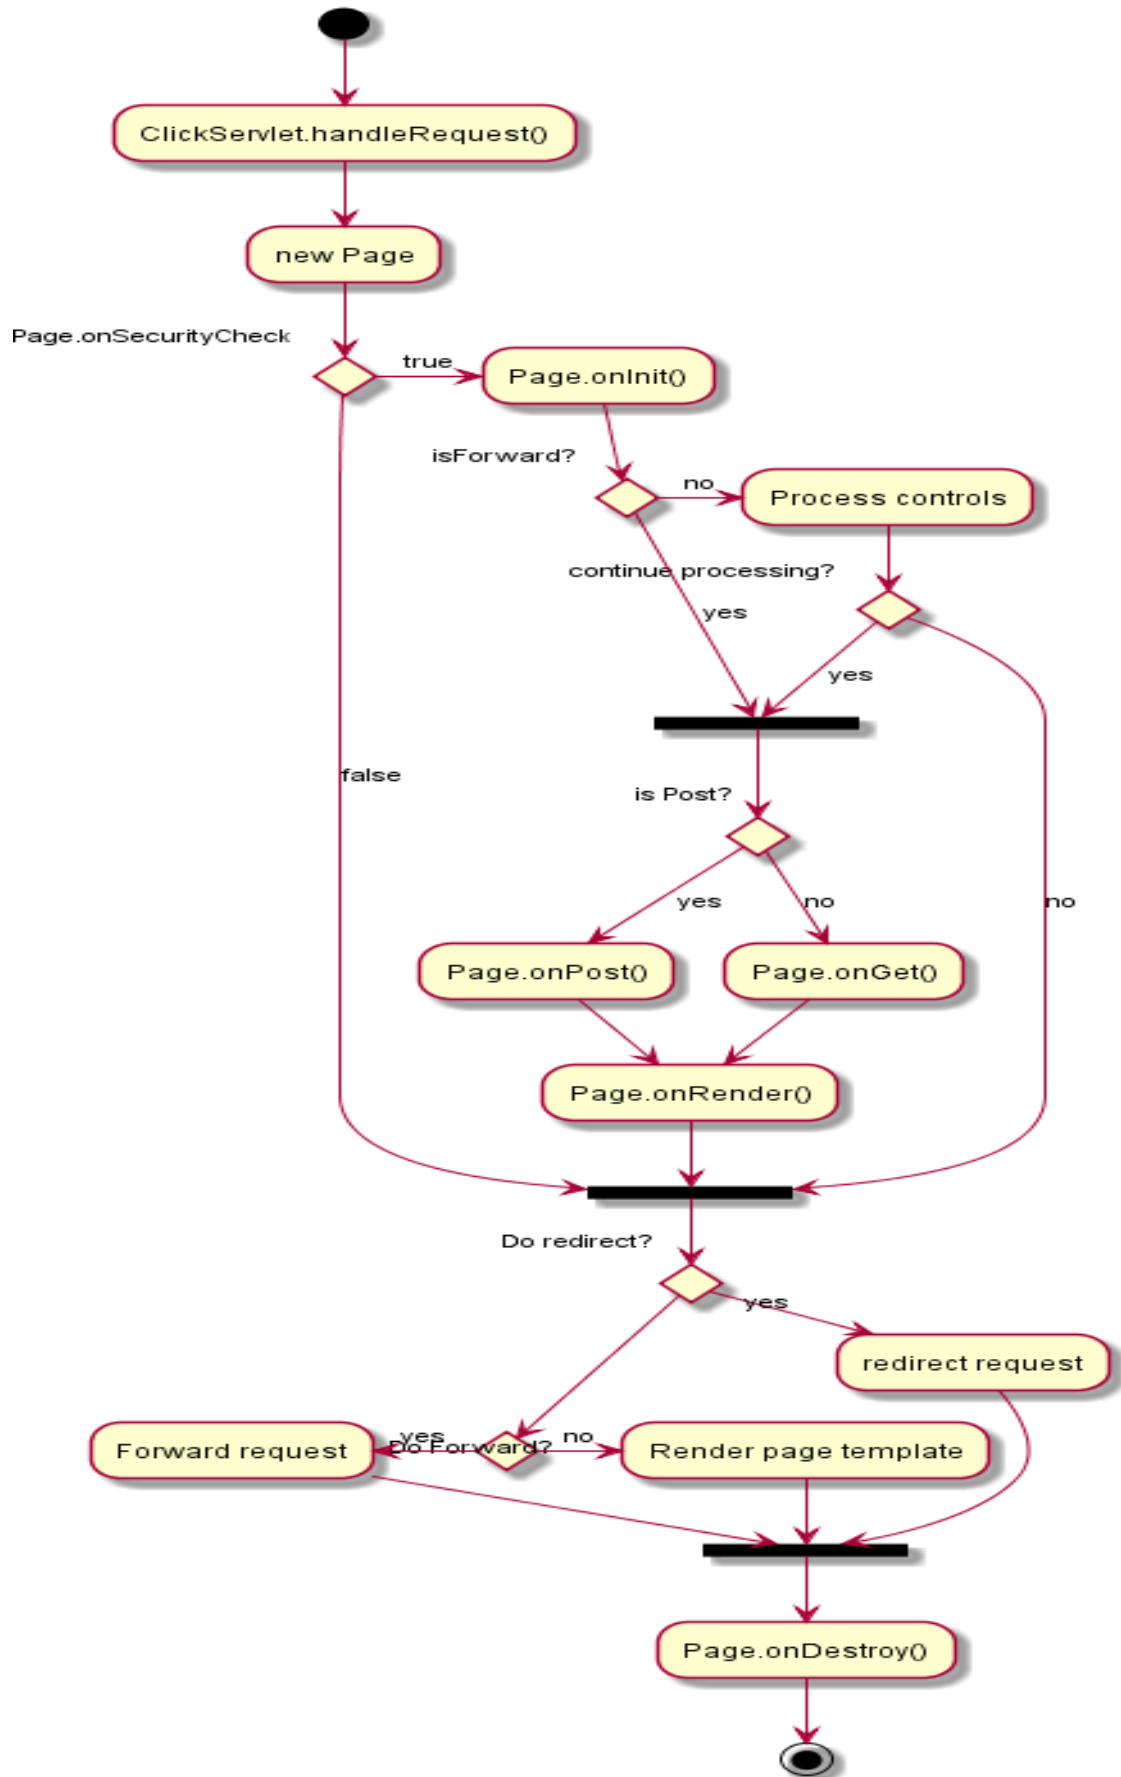 ClickServlet.handleRequest()
new Page
Page.onSecurityCheck
true
Page.onInit()
isForward?
no
Process controls
continue processing?
yes
yes
false
is Post?
yes
no
no
Page.onPost()
Page.onGet()
Page.onRender()
Do redirect?
yes
redirect request
Forward request
yes
Do Forward?
no
Render page template
Page.onDestroy()